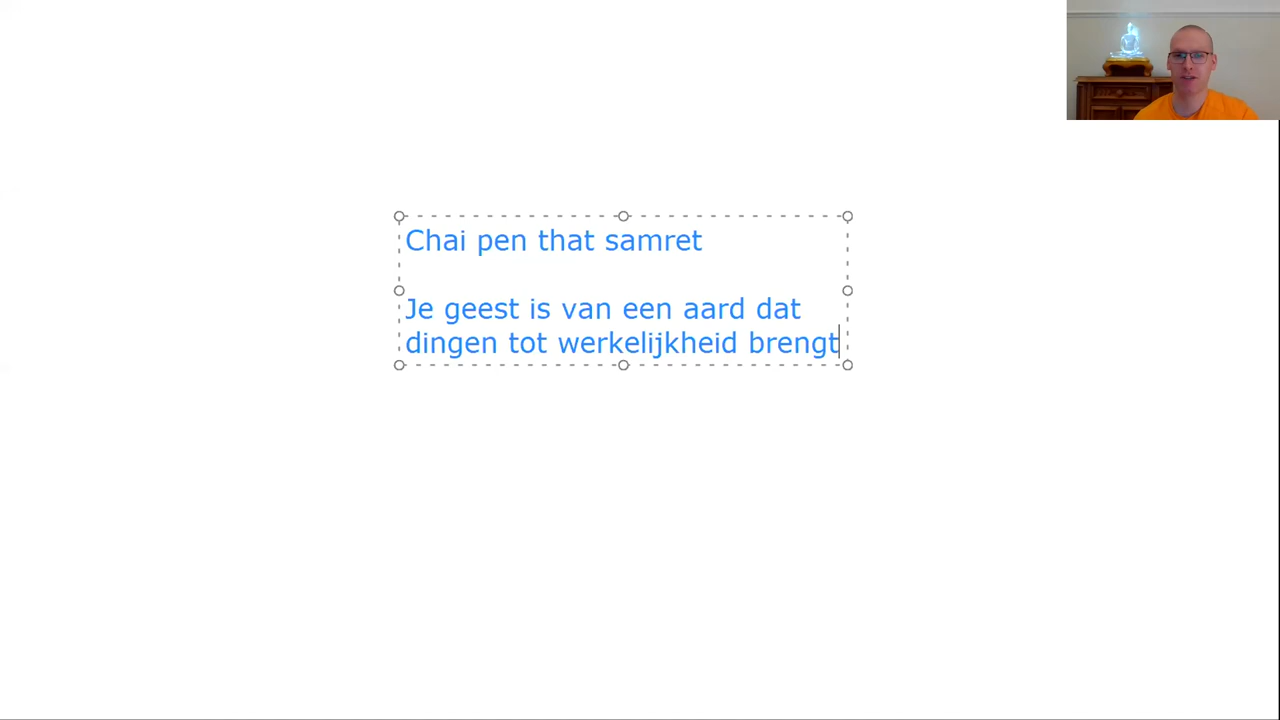 Chai pen that samret
Je geest is van een aard dat
dingen tot werkelijkheid brengt